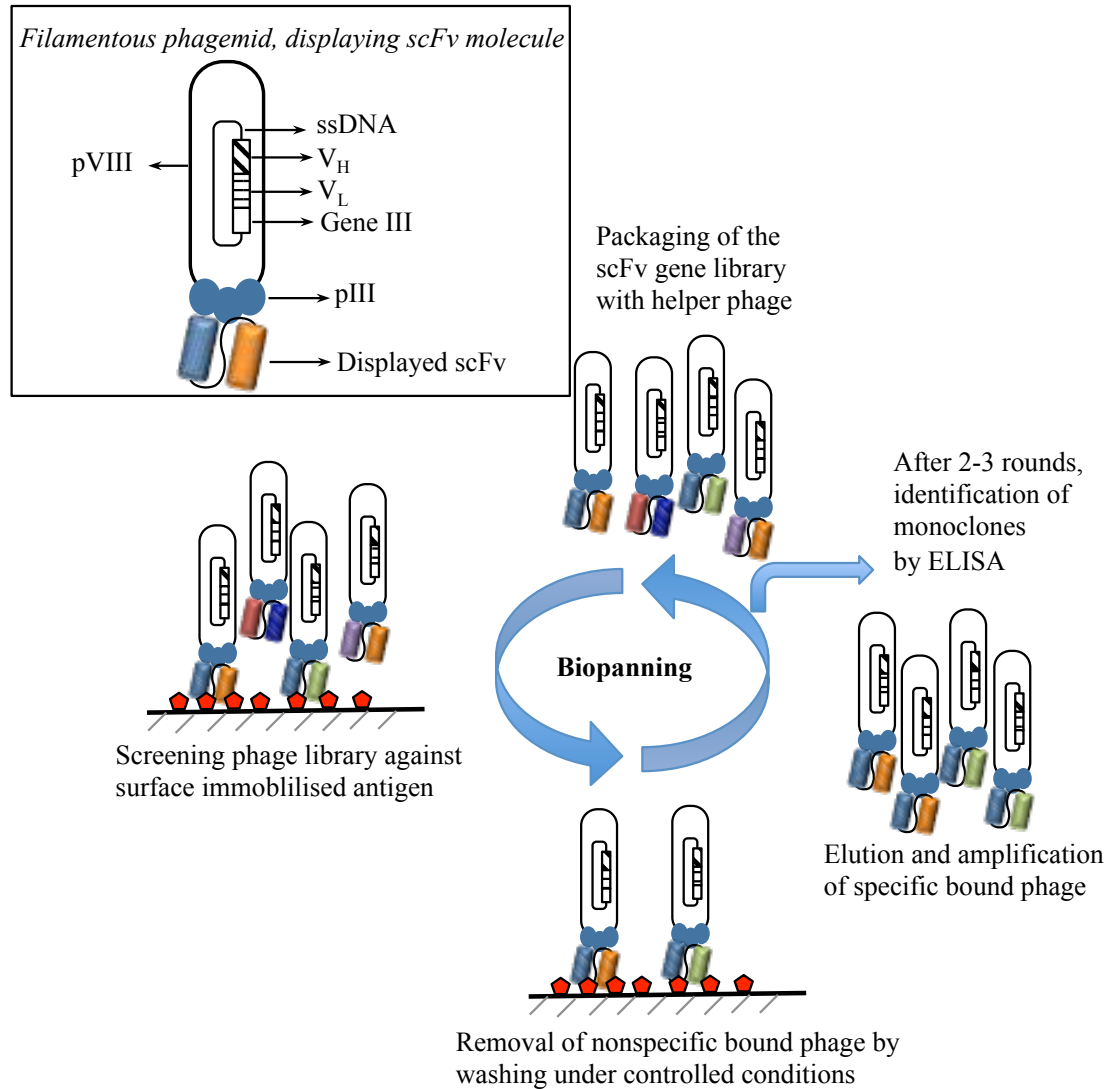 Filamentous phagemid, displaying scFv molecule
ssDNA
pVIII
V_H
V_L
Gene III
pIII
Displayed scFv
Packaging of the
scFv gene library
with helper phage
After 2-3 rounds,
identification of
monoclones
by ELISA
Biopanning
Screening phage library against
surface immoblilised antigen
Elution and amplification
of specific bound phage
Removal of nonspecific bound phage by
washing under controlled conditions